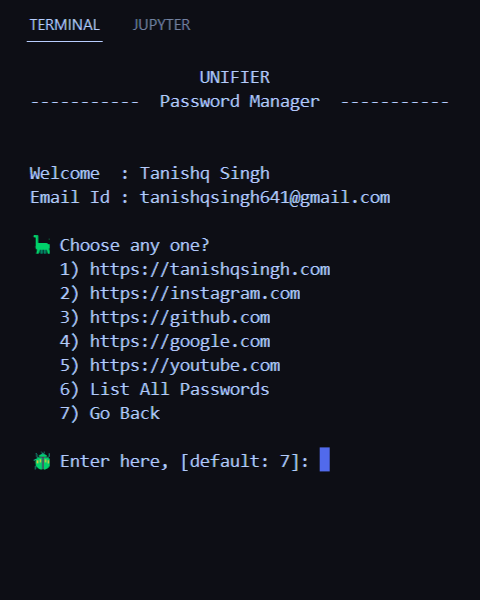 TERMINAL JUPYTER
UNIFIER
----------- Password Manager -----------
Welcome : Tanishq Singh
Email Id : tanishqsingh641@gmail.com
🦕 Choose any one?
1) https://tanishqsingh.com
2) https://instagram.com
3) https://github.com
4) https://google.com
5) https://youtube.com
6) List All Passwords
7) Go Back
🪲 Enter here, [default: 7]: